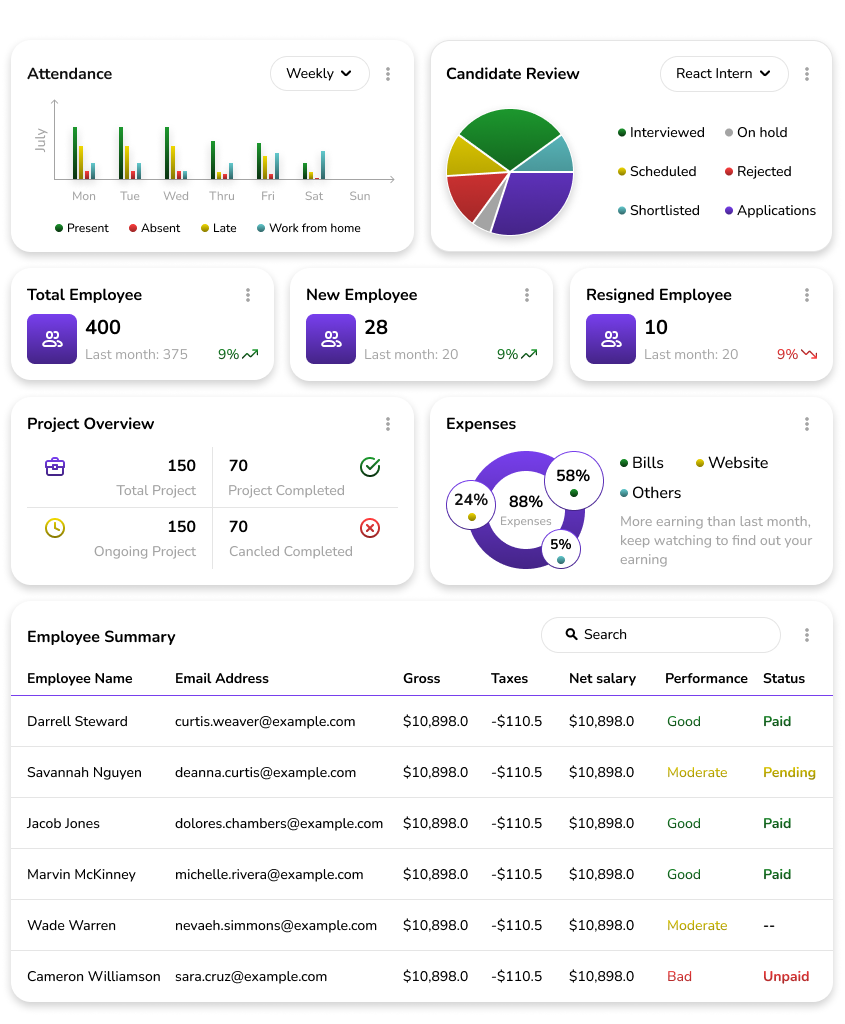 Attendance
Weekly
July
Mon Tue Wed Thru Fri Sat Sun
Present Absent Late Work from home
Candidate Review
React Intern
Interviewed On hold
Scheduled Rejected
Shortlisted Applications
Total Employee
400
Last month: 375 9%
New Employee
28
Last month: 20 9%
Resigned Employee
10
Last month: 20 9%
Project Overview
150 70
Total Project Project Completed
150 70
Ongoing Project Cancled Completed
Expenses
58%
24%
88%
Expenses
5%
Bills Website
Others
More earning than last month,
keep watching to find out your
earning
Employee Summary
Search
Employee Name Email Address Gross Taxes Net salary Performance Status
Darrell Steward curtis.weaver@example.com $10,898.0 -$110.5 $10,898.0 Good Paid
Savannah Nguyen deanna.curtis@example.com $10,898.0 -$110.5 $10,898.0 Moderate Pending
Jacob Jones dolores.chambers@example.com $10,898.0 -$110.5 $10,898.0 Good Paid
Marvin McKinney michelle.rivera@example.com $10,898.0 -$110.5 $10,898.0 Good Paid
Wade Warren nevaeh.simmons@example.com $10,898.0 -$110.5 $10,898.0 Moderate --
Cameron Williamson sara.cruz@example.com $10,898.0 -$110.5 $10,898.0 Bad Unpaid